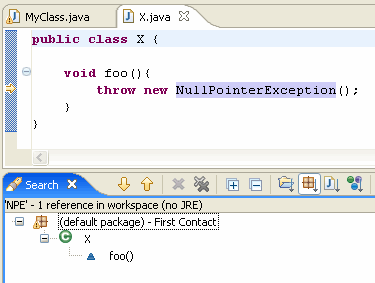 MyClass.java X.java
public class X {
void foo(){
throw new NullPointerException();
}
}
Search
'NPE' - 1 reference in workspace (no JRE)
(default package) - First Contact
X
foo()